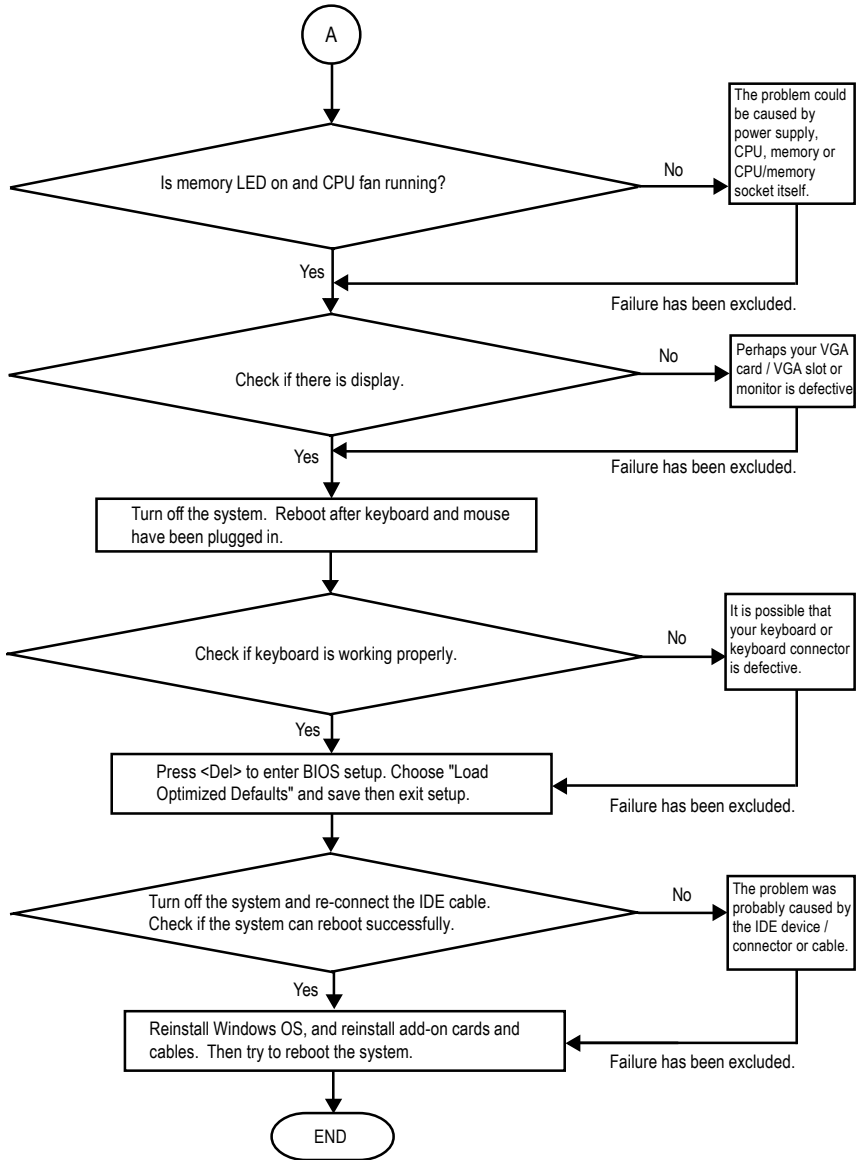 A
Is memory LED on and CPU fan running?
No
The problem could
be caused by
power supply,
CPU, memory or
CPU/memory
socket itself.
Yes
Failure has been excluded.
Check if there is display.
No
Perhaps your VGA
card / VGA slot or
monitor is defective
Yes
Failure has been excluded.
Turn off the system.  Reboot after keyboard and mouse
have been plugged in.
Check if keyboard is working properly.
No
It is possible that
your keyboard or
keyboard connector
is defective.
Yes
Press <Del> to enter BIOS setup. Choose "Load
Optimized Defaults" and save then exit setup.
Failure has been excluded.
Turn off the system and re-connect the IDE cable.
Check if the system can reboot successfully.
No
The problem was
probably caused by
the IDE device /
connector or cable.
Yes
Reinstall Windows OS, and reinstall add-on cards and
cables.  Then try to reboot the system.
Failure has been excluded.
END